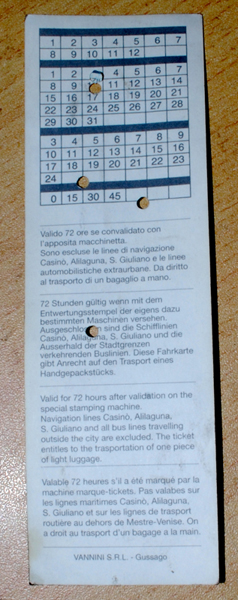 1 2 3 4 5 6 7
8 9 10 11 12
1 2 4 5 6 7
8 9 11 12 13 14
15 16 17 18 19 20 21
22 23 24 25 26 27 28
29 30 31
3 4 5 6 7 8 9
10 11 12 13 14 15 16
17 18 19 20 21 22 23
24
0 15 30 45
Valido 72 ore se convalidato con
l'apposita macchinetta.
Sono escluse le linee di navigazione
Casinò, Alilaguna, S. Giuliano e le linee
automobilistiche extraurbane. Da diritto
al trasporto di un bagaglio a mano.
72 Stunden gültig wenn mit dem
Entwertungsstempel der eigens dazu
bestimmten Maschinen versehen.
Ausgeschlossen sind die Schifflinien
Casinò, Alilaguna, S. Giuliano und die
Ausserhalb der Stadtgrenzen
verkehrenden Buslinien. Diese Fahrkarte
gibt Anrecht auf den Trasport eines
Handgepäckstücks.
Valid for 72 hours after validation on the
special stamping machine.
Navigation lines Casinò, Alilaguna,
S. Giuliano and all bus lines travelling
outside the city are excluded. The ticket
entitles to the trasportation of one piece
of light luggage.
Valable 72 heures s'il a été marqué par la
machine marque-tickets. Pas valabes sur
les lignes maritimes Casinò, Alilaguna,
S. Giuliano et sur les lignes de trasport
routière au dehors de Mestre-Venise. On
a droit au trasport d'un bagage a la main.
VANNINI S.R.L. - Gussago